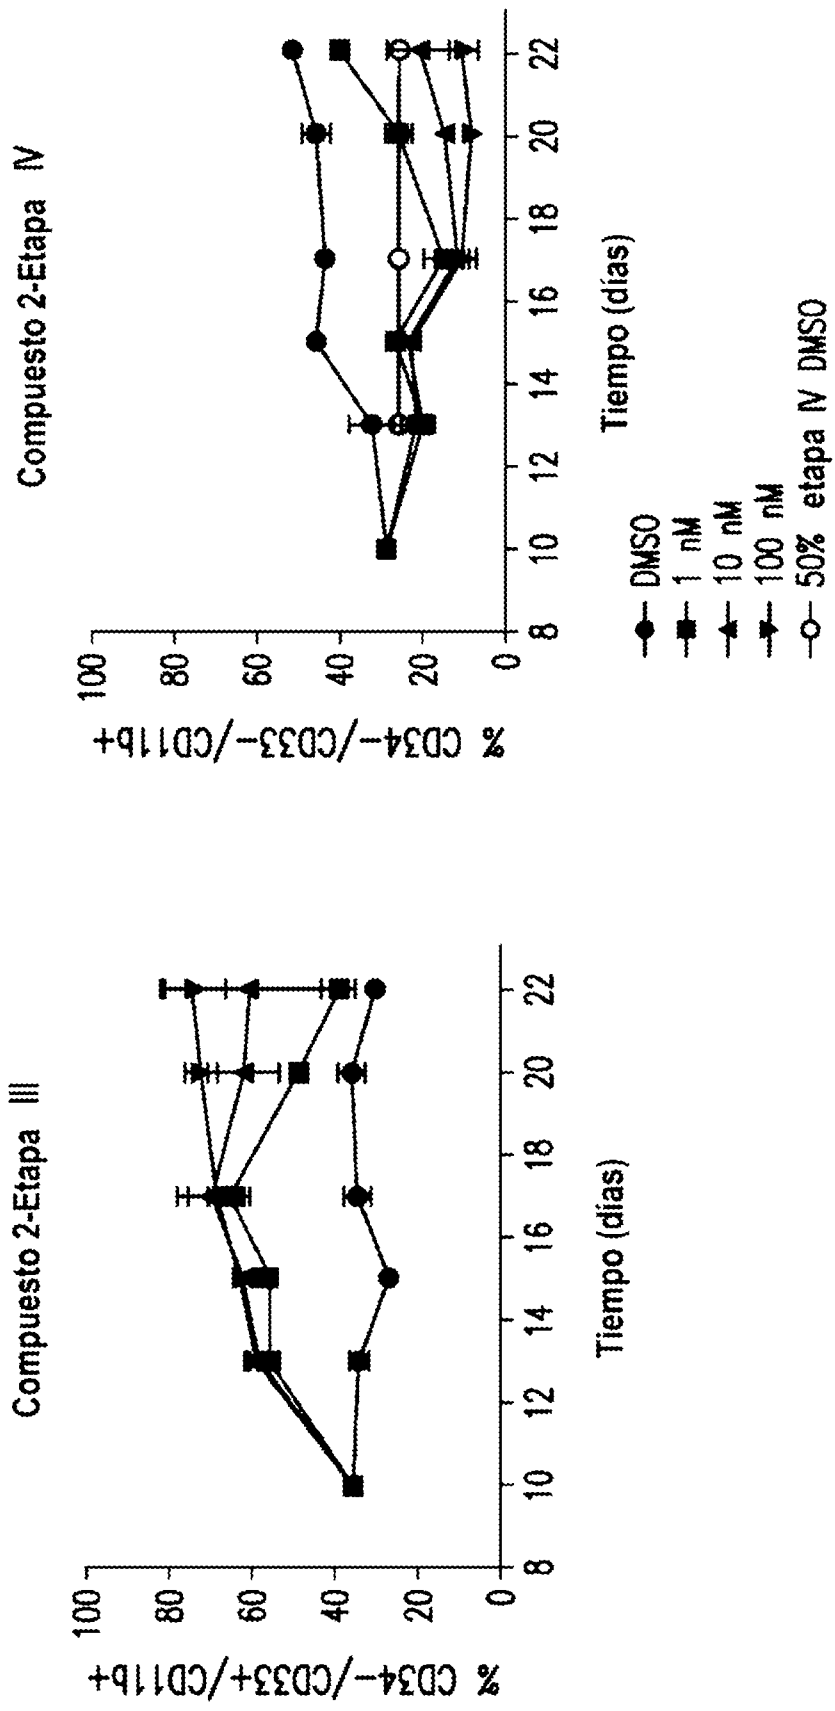 Compuesto 2-Etapa III
% CD34-/CD33+/CD11b+
100
80
60
40
20
0
8 10 12 14 16 18 20 22
Tiempo (días)
Compuesto 2-Etapa IV
% CD34-/CD33-/CD11b+
100
80
60
40
20
0
8 10 12 14 16 18 20 22
Tiempo (días)
DMSO
1 nM
10 nM
100 nM
50% etapa IV DMSO